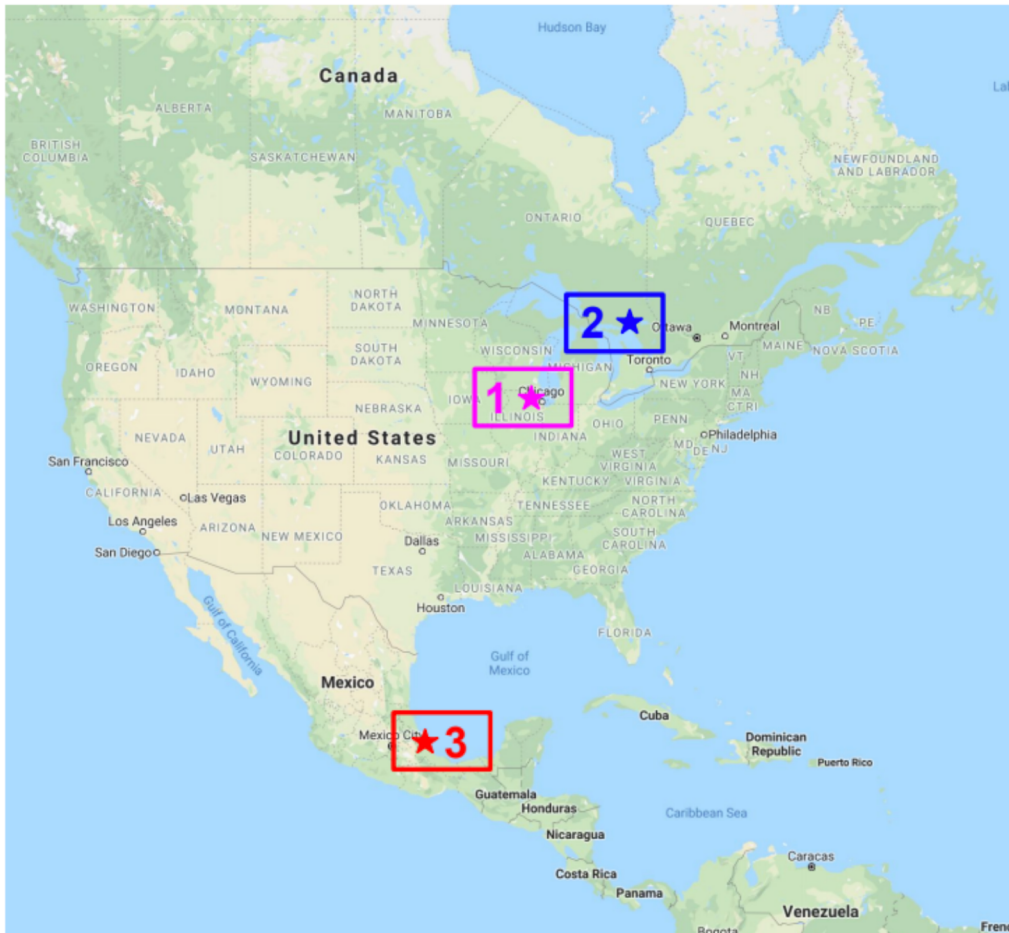 Hudson Bay
Canada
ALBERTA
MANITOBA
BRITISH
COLUMBIA
SASKATCHEWAN
NEWFOUNDLAND
AND LABRADOR
ONTARIO
QUEBEC
WASHINGTON
MONTANA
NORTH
DAKOTA
MINNESOTA
2
Ottawa
Montreal
NB
PE
MAINE
NOVA SCOTIA
OREGON
IDAHO
SOUTH
DAKOTA
WISCONSIN
MICHIGAN
Toronto
VT
NH
WYOMING
NEW YORK
MA
CT
RI
1
IOWA
Chicago
NEBRASKA
ILLINOIS
INDIANA
OHIO
PENN
NEVADA
UTAH
United States
COLORADO
KANSAS
MISSOURI
WEST
VIRGINIA
MD
DE
NJ
Philadelphia
San Francisco
CALIFORNIA
Las Vegas
KENTUCKY
VIRGINIA
OKLAHOMA
TENNESSEE
NORTH
CAROLINA
Los Angeles
ARIZONA
NEW MEXICO
ARKANSAS
MISSISSIPPI
SOUTH
CAROLINA
San Diego
Dallas
TEXAS
ALABAMA
GEORGIA
LOUISIANA
Houston
Gulf of California
FLORIDA
Gulf of
Mexico
Mexico
Mexico City
3
Cuba
Dominican
Republic
Puerto Rico
Guatemala
Honduras
Caribbean Sea
Nicaragua
Caracas
Costa Rica
Panama
Venezuela
Bogota